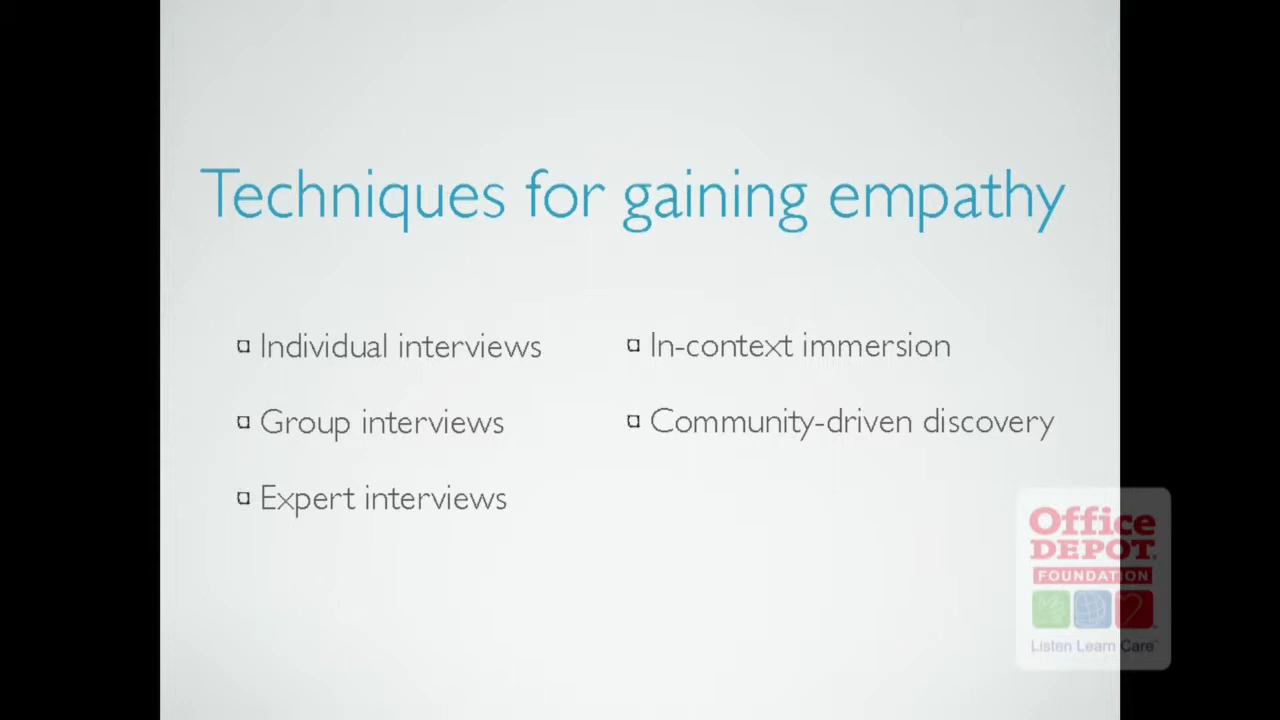 Techniques for gaining empathy
Individual interviews
Group interviews
Expert interviews
In-context immersion
Community-driven discovery
Office
DEPOT
FOUNDATION
Listen Learn Care